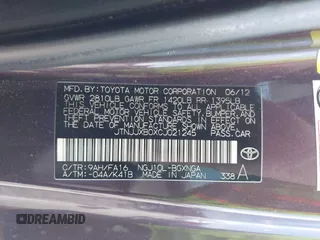 MFD. BY: TOYOTA MOTOR CORPORATION 06/12
GVWR 2810LB GAWR FR 1420LB RR 1395LB
THIS VEHICLE CONFORMS TO ALL APPLICABLE
FEDERAL MOTOR VEHICLE SAFETY, BUMPER, AND
THEFT PREVENTION STANDARDS IN EFFECT ON
THE DATE OF MANUFACTURE SHOWN ABOVE.
JTNJJXB0XCJ021245 PASS.CAR
TOYOTA
C/TR:9AH/FA16 NGJ10L-BGXNGA
A/TM:-04A/K41B MADE IN JAPAN 338 A